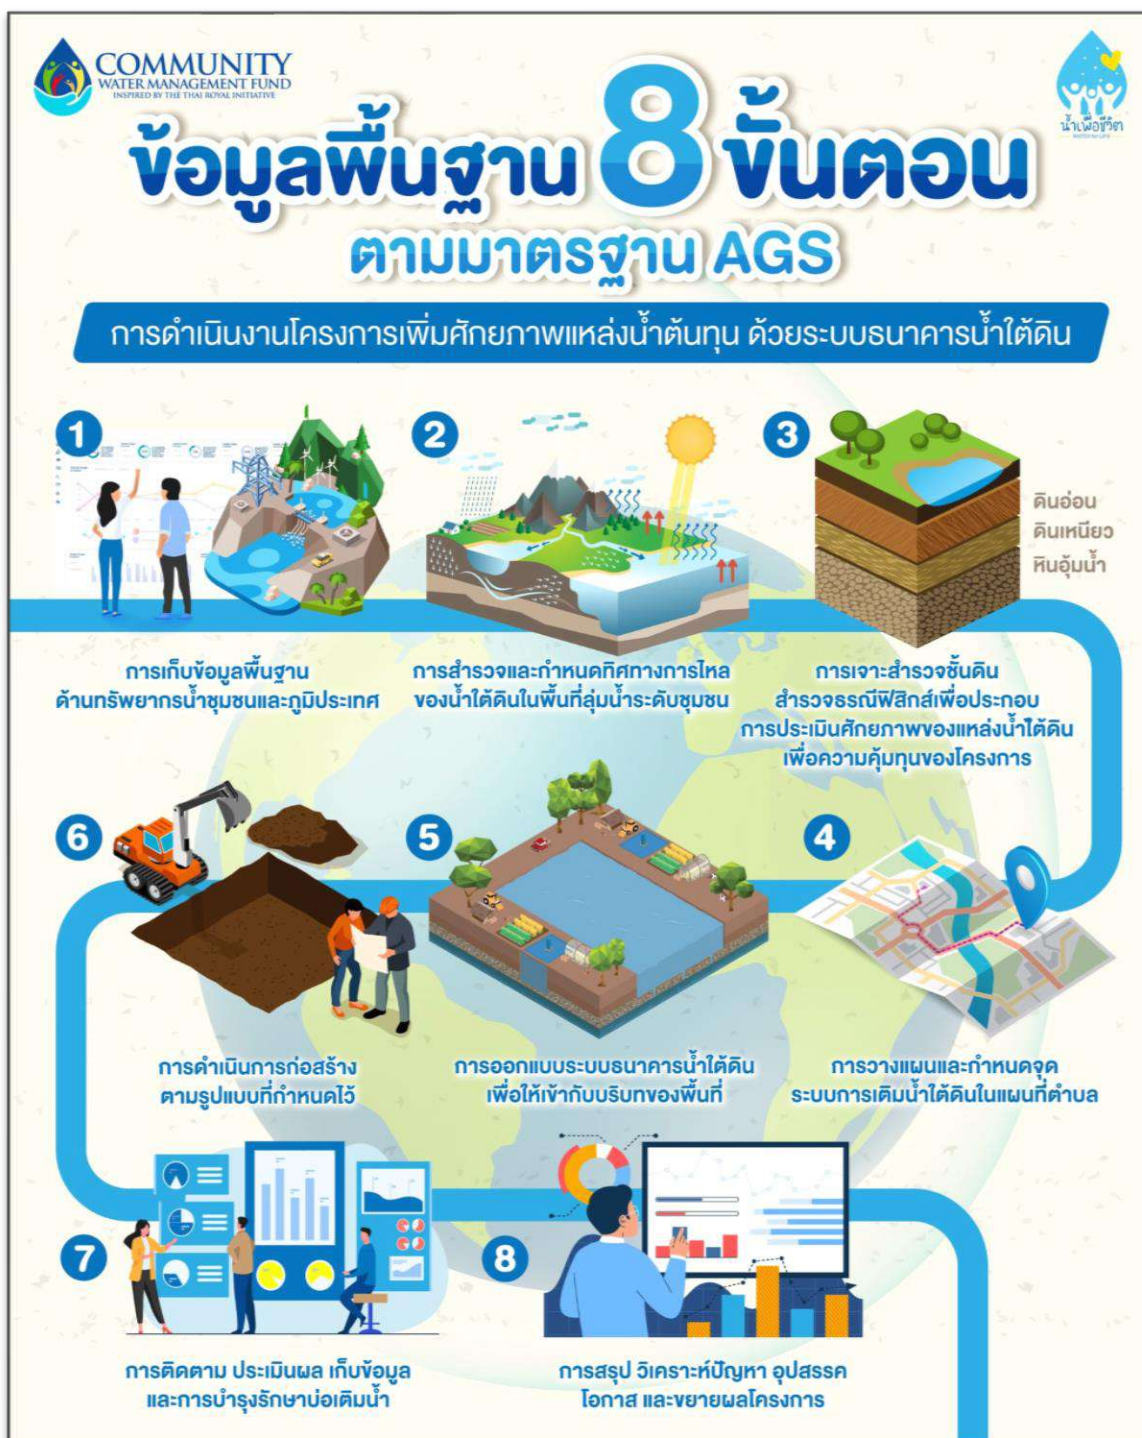 COMMUNITY
WATER MANAGEMENT FUND
INSPIRED BY THE THAI ROYAL INITIATIVE
น้ำเพื่อชีวิต
ข้อมูลพื้นฐาน 8 ขั้นตอน
ตามมาตรฐาน AGS
การดำเนินงานโครงการเพิ่มศักยภาพแหล่งน้ำต้นทุน ด้วยระบบธนาคารน้ำใต้ดิน
1
การเก็บข้อมูลพื้นฐาน
ด้านทรัพยากรน้ำชุมชนและภูมิประเทศ
2
การสำรวจและกำหนดทิศทางการไหล
ของน้ำใต้ดินในพื้นที่ลุ่มน้ำระดับชุมชน
3
ดินอ่อน
ดินเหนียว
หินอุ้มน้ำ
การเจาะสำรวจชั้นดิน
สำรวจธรณีฟิสิกส์เพื่อประกอบ
การประเมินศักยภาพของแหล่งน้ำใต้ดิน
เพื่อความคุ้มทุนของโครงการ
4
การวางแผนและกำหนดจุด
ระบบการเติมน้ำใต้ดินในแผนที่ตำบล
5
การออกแบบระบบธนาคารน้ำใต้ดิน
เพื่อให้เข้ากับบริบทของพื้นที่
6
การดำเนินการก่อสร้าง
ตามรูปแบบที่กำหนดไว้
7
การติดตาม ประเมินผล เก็บข้อมูล
และการบำรุงรักษาบ่อเติมน้ำ
8
การสรุป วิเคราะห์ปัญหา อุปสรรค
โอกาส และขยายผลโครงการ